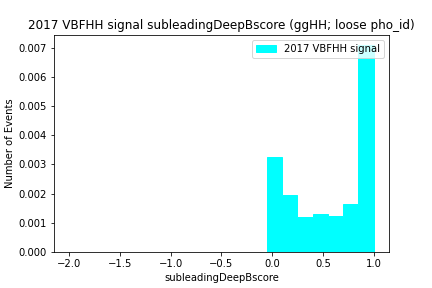 2017 VBFHH signal subleadingDeepBscore (ggHH; loose pho_id)
2017 VBFHH signal
Number of Events
0.007
0.006
0.005
0.004
0.003
0.002
0.001
0.000
−2.0 −1.5 −1.0 −0.5 0.0 0.5 1.0
subleadingDeepBscore